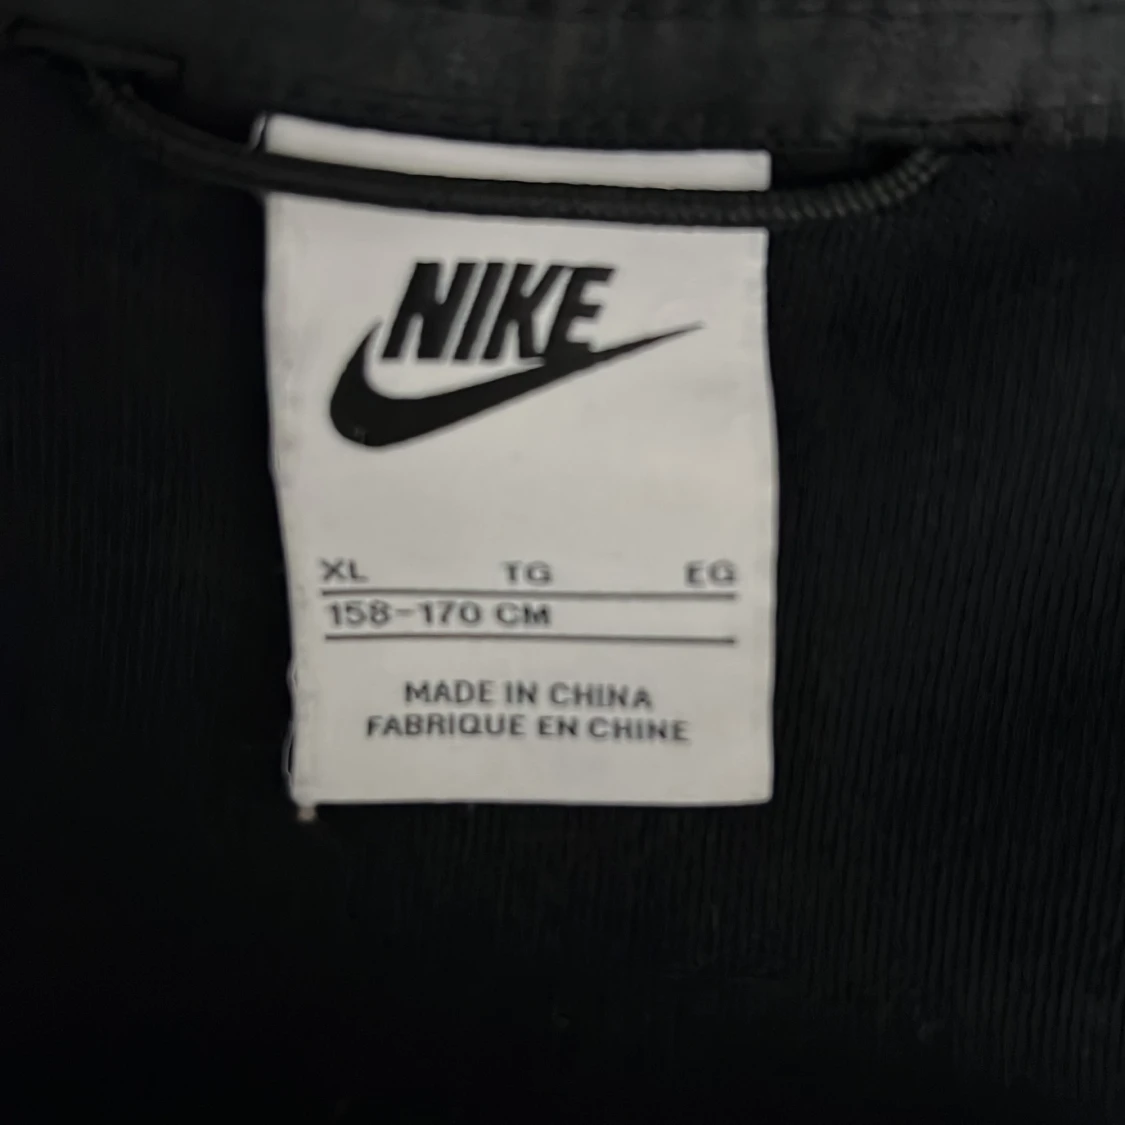 NIKE
XL TG EG
158-170 CM
MADE IN CHINA
FABRIQUE EN CHINE